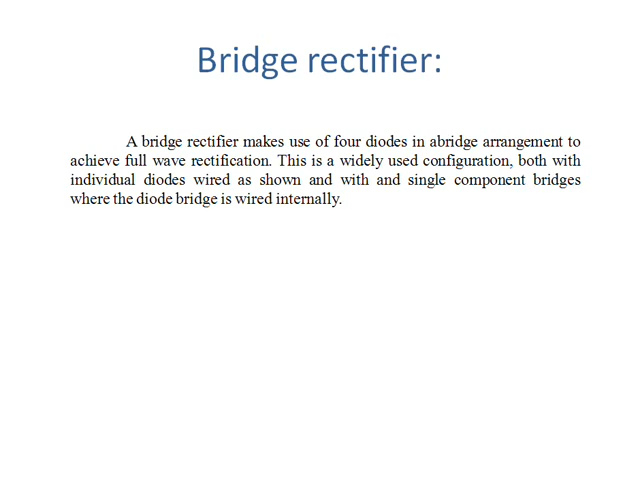 Bridge rectifier:
A bridge rectifier makes use of four diodes in abridge arrangement to
achieve full wave rectification. This is a widely used configuration, both with
individual diodes wired as shown and with and single component bridges
where the diode bridge is wired internally.